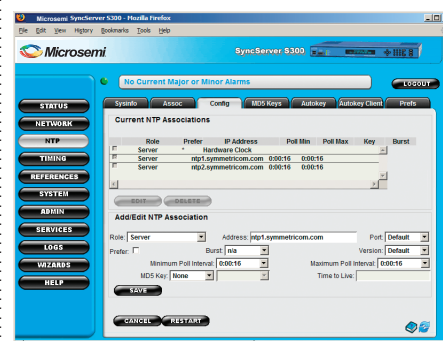 Microsemi SyncServer S300 - Mozilla Firefox
File Edit View History Bookmarks Tools Help
Microsemi
SyncServer S300
No Current Major or Minor Alarms
LOGOUT
STATUS
NETWORK
NTP
TIMING
REFERENCES
SYSTEM
ADMIN
SERVICES
LOGS
WIZARDS
HELP
Sysinfo Assoc Config MD5 Keys Autokey Autokey Client Prefs
Current NTP Associations
Role Prefer IP Address Poll Min Poll Max Key Burst
Server * Hardware Clock
Server ntp1.symmetricom.com 0:00:16 0:00:16
Server ntp2.symmetricom.com 0:00:16 0:00:16
EDIT DELETE
Add/Edit NTP Association
Role: Server Address: ntp1.symmetricom.com Port: Default
Prefer: Burst: n/a Version: Default
Minimum Poll Interval: 0:00:16 Maximum Poll Interval: 0:00:16
MD5 Key: None Time to Live:
SAVE
CANCEL RESTART